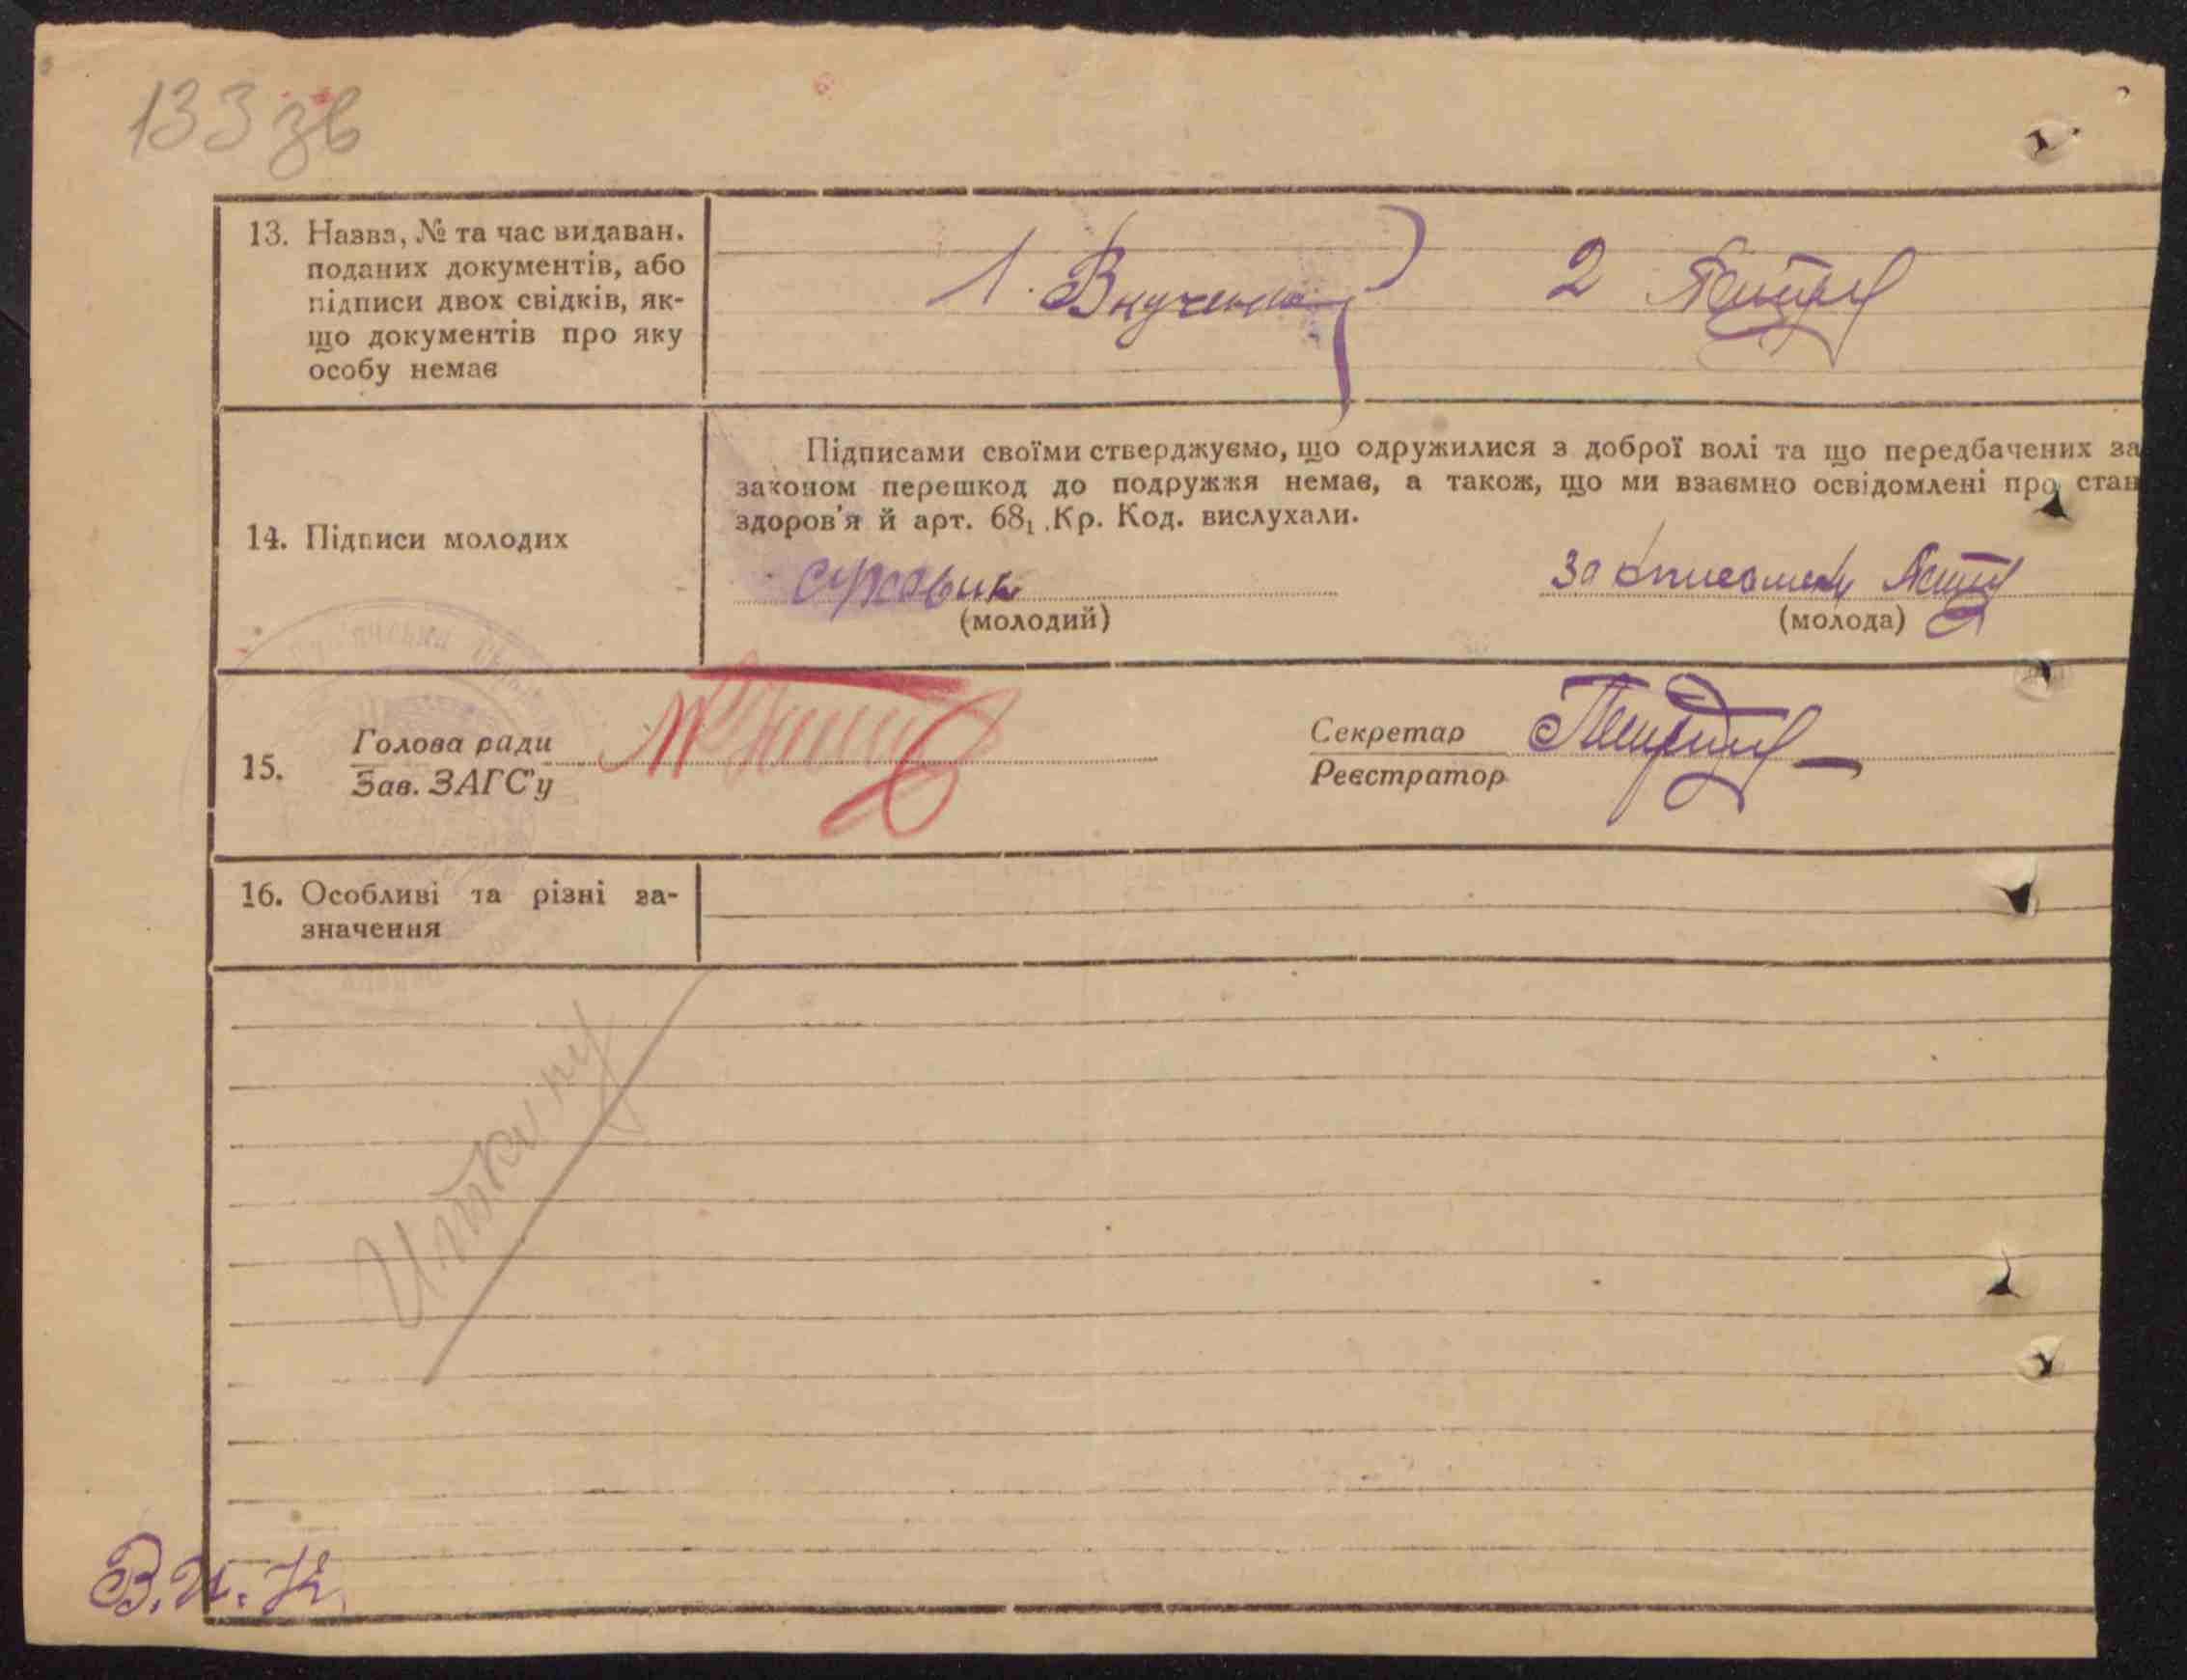 133 зв
13. Назва, № та час видаван.
поданих документів, або
підписи двох свідків, як-
що документів про яку
особу немає
1. Внученко 2
Підписами своїми стверджуємо, що одружилися з доброї волі та що передбачених за
законом перешкод до подружжя немає, а також, що ми взаємно освідомлені про стан
здоров'я й арт. 68₁ Кр. Код. вислухали.
14. Підписи молодих
за
(молодий) (молода)
15. Голова ради
Зав. ЗАГС'у
Секретар
Реєстратор
16. Особливі та різні за-
значення
В.И.К.